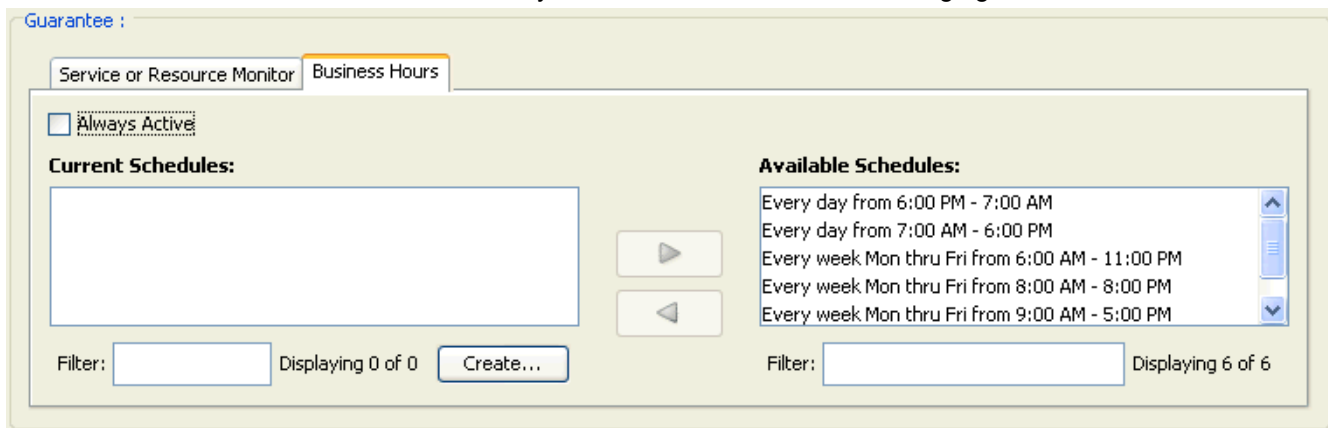 Guarantee :
Service or Resource Monitor Business Hours
Always Active
Current Schedules: Available Schedules:
Every day from 6:00 PM - 7:00 AM
Every day from 7:00 AM - 6:00 PM
Every week Mon thru Fri from 6:00 AM - 11:00 PM
Every week Mon thru Fri from 8:00 AM - 8:00 PM
Every week Mon thru Fri from 9:00 AM - 5:00 PM
Filter: Displaying 0 of 0 Create... Filter: Displaying 6 of 6